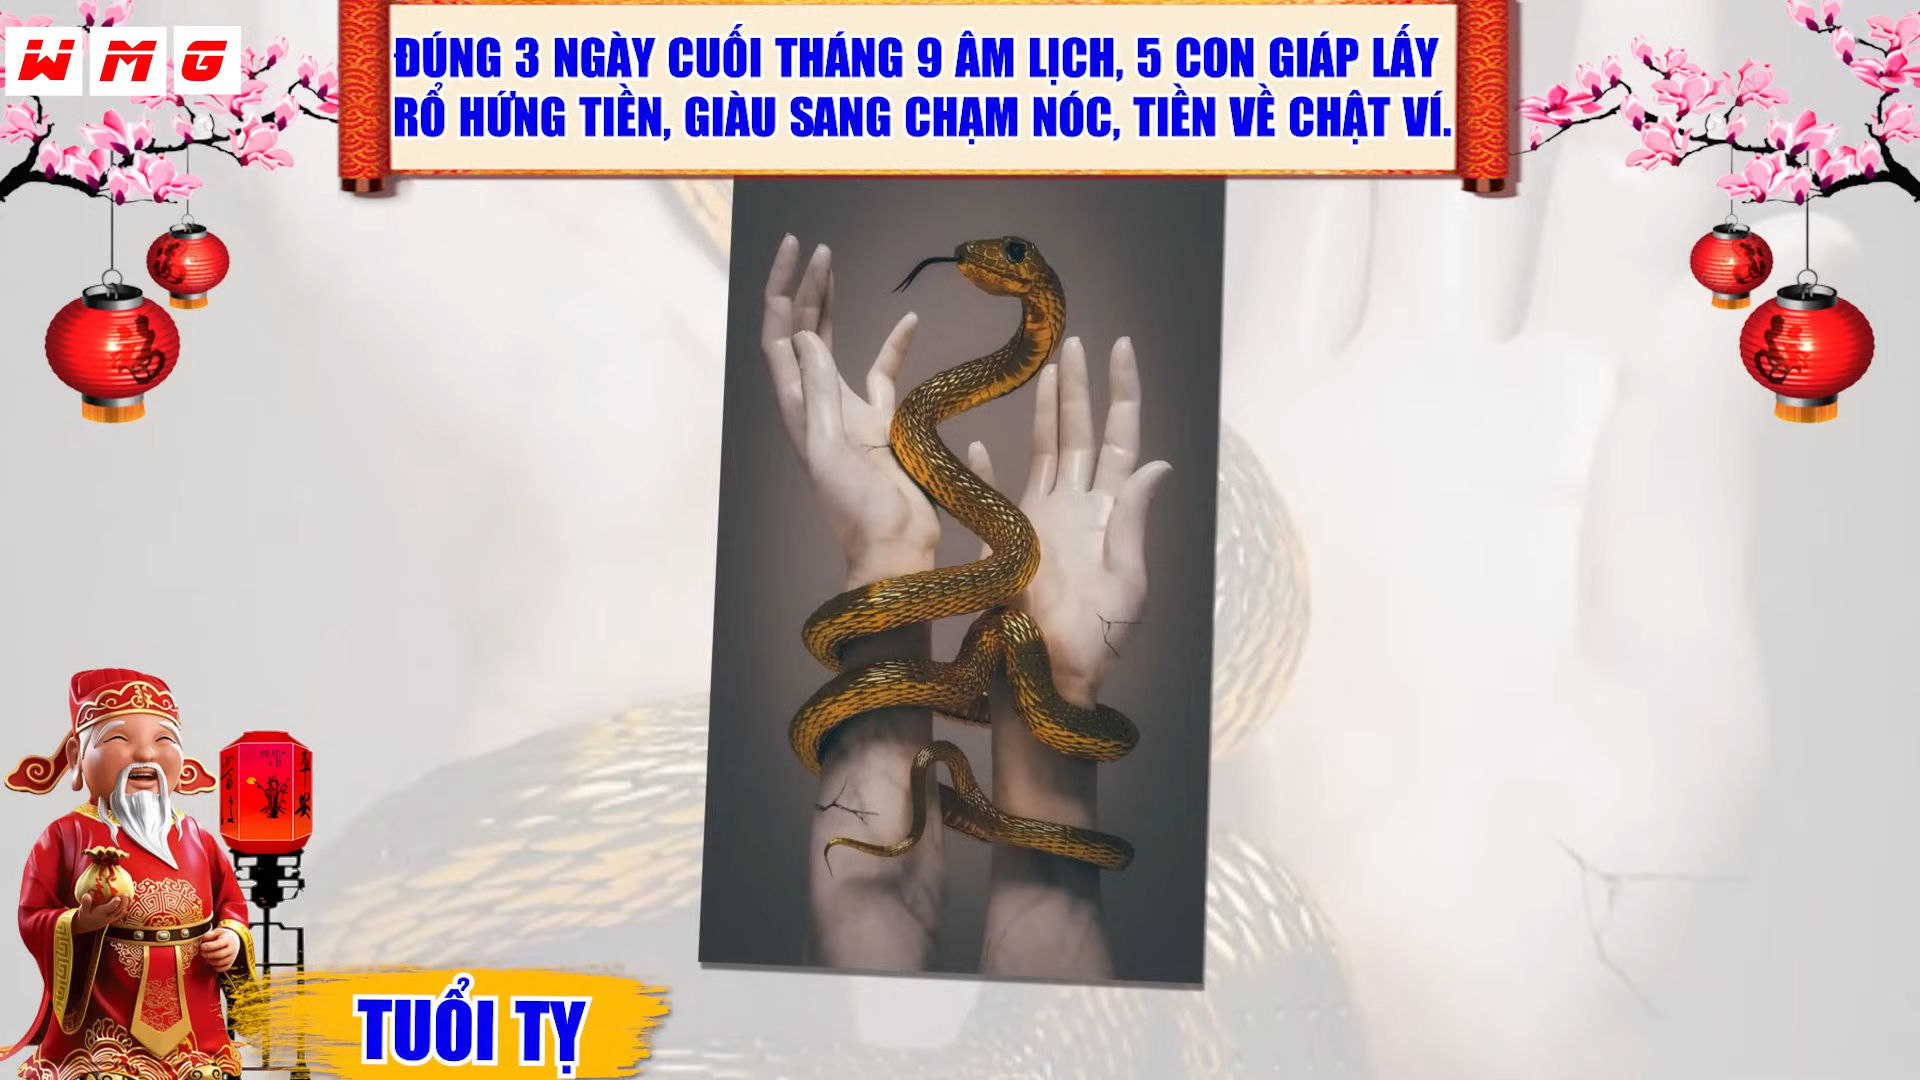 WMG
ĐÚNG 3 NGÀY CUỐI THÁNG 9 ÂM LỊCH, 5 CON GIÁP LẤY
RỔ HỨNG TIỀN, GIÀU SANG CHẠM NÓC, TIỀN VỀ CHẬT VÍ.
TUỔI TỴ